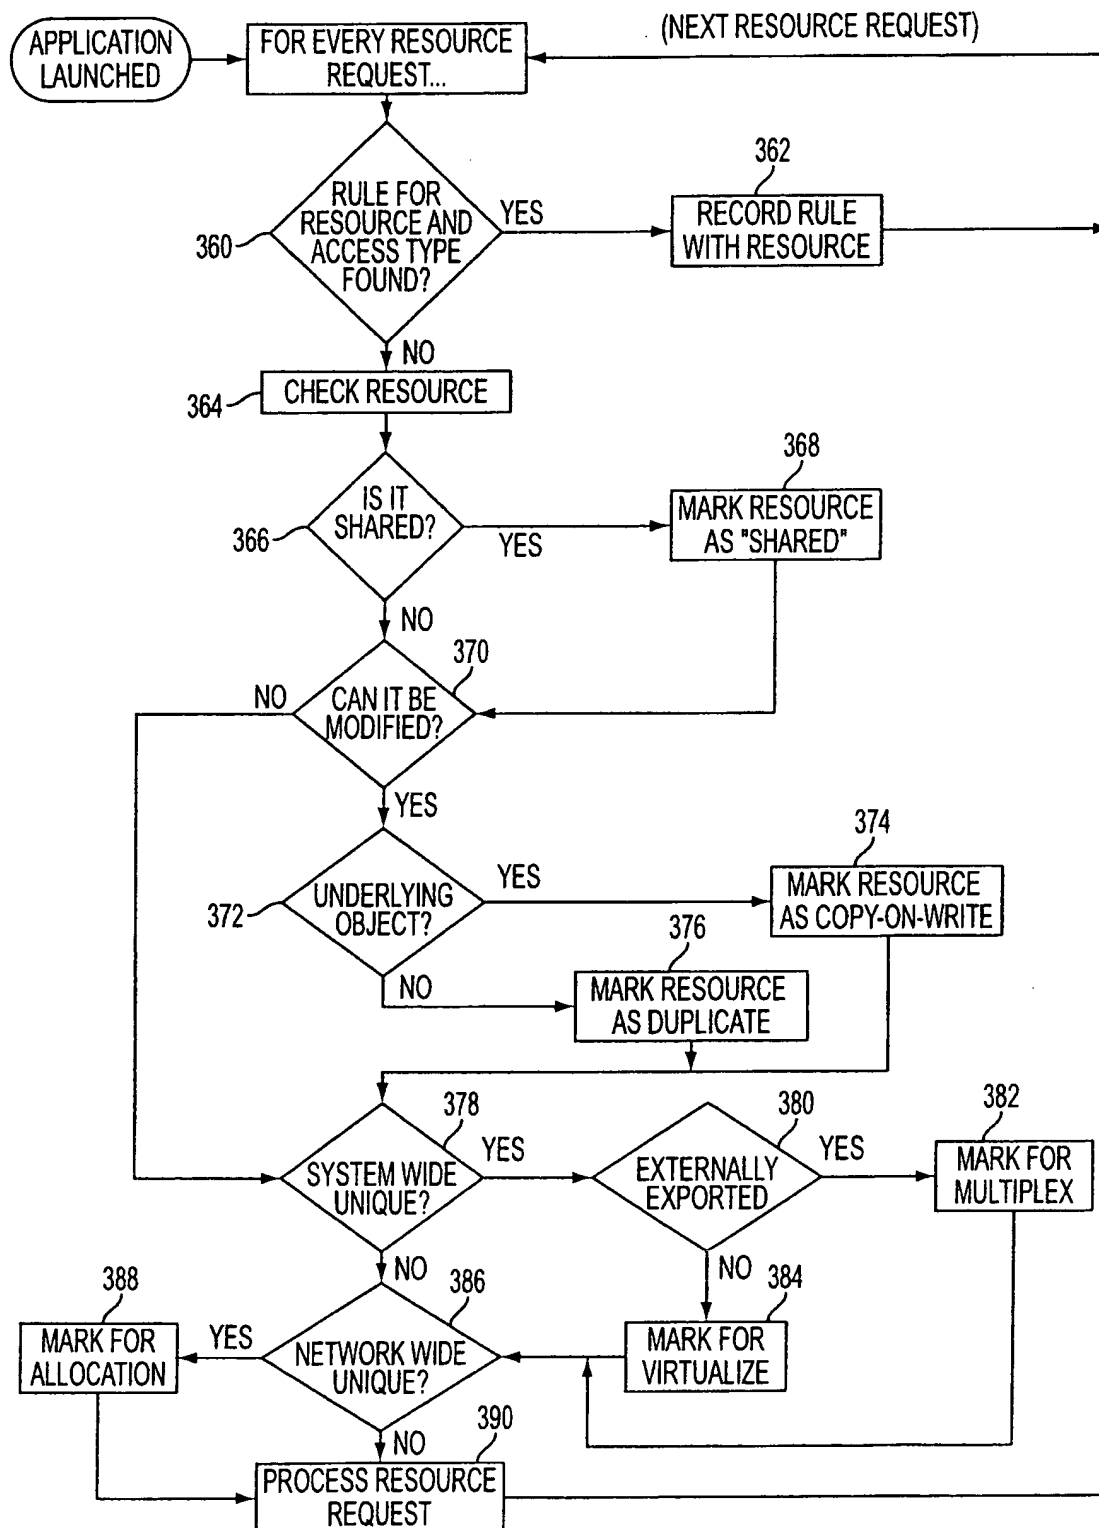 (NEXT RESOURCE REQUEST)
APPLICATION
LAUNCHED
FOR EVERY RESOURCE
REQUEST...
362
RULE FOR
RESOURCE AND
ACCESS TYPE
FOUND?
360
YES
RECORD RULE
WITH RESOURCE
NO
CHECK RESOURCE
364
368
IS IT
SHARED?
366
YES
MARK RESOURCE
AS "SHARED"
NO
370
NO
CAN IT BE
MODIFIED?
YES
374
372
UNDERLYING
OBJECT?
YES
MARK RESOURCE
AS COPY-ON-WRITE
376
NO
MARK RESOURCE
AS DUPLICATE
378
380
382
SYSTEM WIDE
UNIQUE?
YES
EXTERNALLY
EXPORTED
YES
MARK FOR
MULTIPLEX
NO
NO
388
386
384
MARK FOR
ALLOCATION
YES
NETWORK WIDE
UNIQUE?
MARK FOR
VIRTUALIZE
NO
390
PROCESS RESOURCE
REQUEST